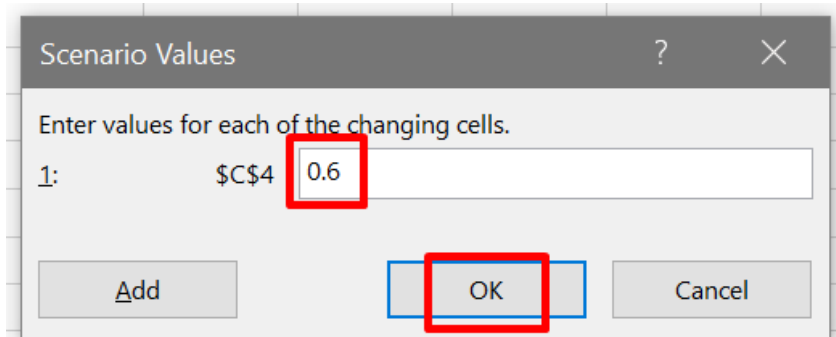 Scenario Values ?
Enter values for each of the changing cells.
1: $C$4 0.6
Add OK Cancel